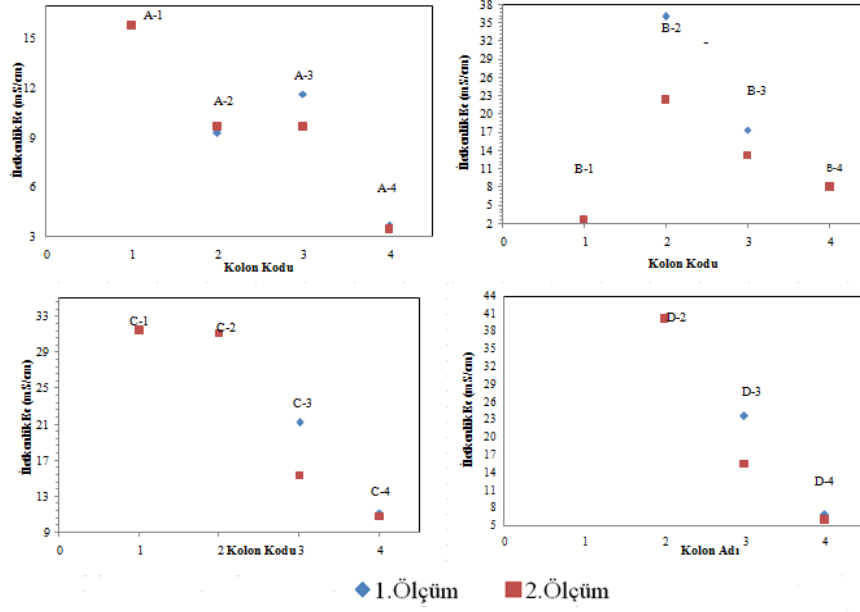 İletkenlik Ec (mS/cm)
15
12
9
6
3
A-1
A-2
A-3
A-4
0
1
2
3
4
Kolon Kodu
İletkenlik Ec (mS/cm)
38
35
32
29
26
23
20
17
14
11
8
5
2
B-1
B-2
B-3
B-4
0
1
2
3
4
Kolon Kodu
İletkenlik Ec (mS/cm)
33
29
25
21
17
13
9
C-1
C-2
C-3
C-4
0
1
2
3
4
Kolon Kodu
İletkenlik Ec (mS/cm)
44
41
38
35
32
29
26
23
20
17
14
11
8
5
D-2
D-3
D-4
0
1
2
3
4
Kolon Adı
1.Ölçüm
2.Ölçüm